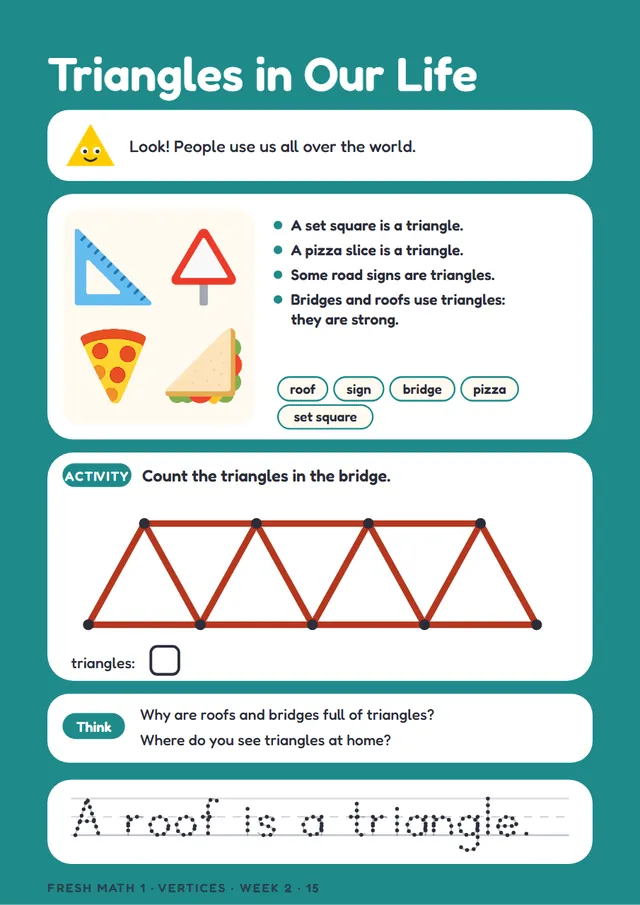 Triangles in Our Life
Look! People use us all over the world.
A set square is a triangle.
A pizza slice is a triangle.
Some road signs are triangles.
Bridges and roofs use triangles:
they are strong.
roof sign bridge pizza
set square
ACTIVITY Count the triangles in the bridge.
triangles:
Think
Why are roofs and bridges full of triangles?
Where do you see triangles at home?
A roof is a triangle.
FRESH MATH 1 · VERTICES · WEEK 2 · 15